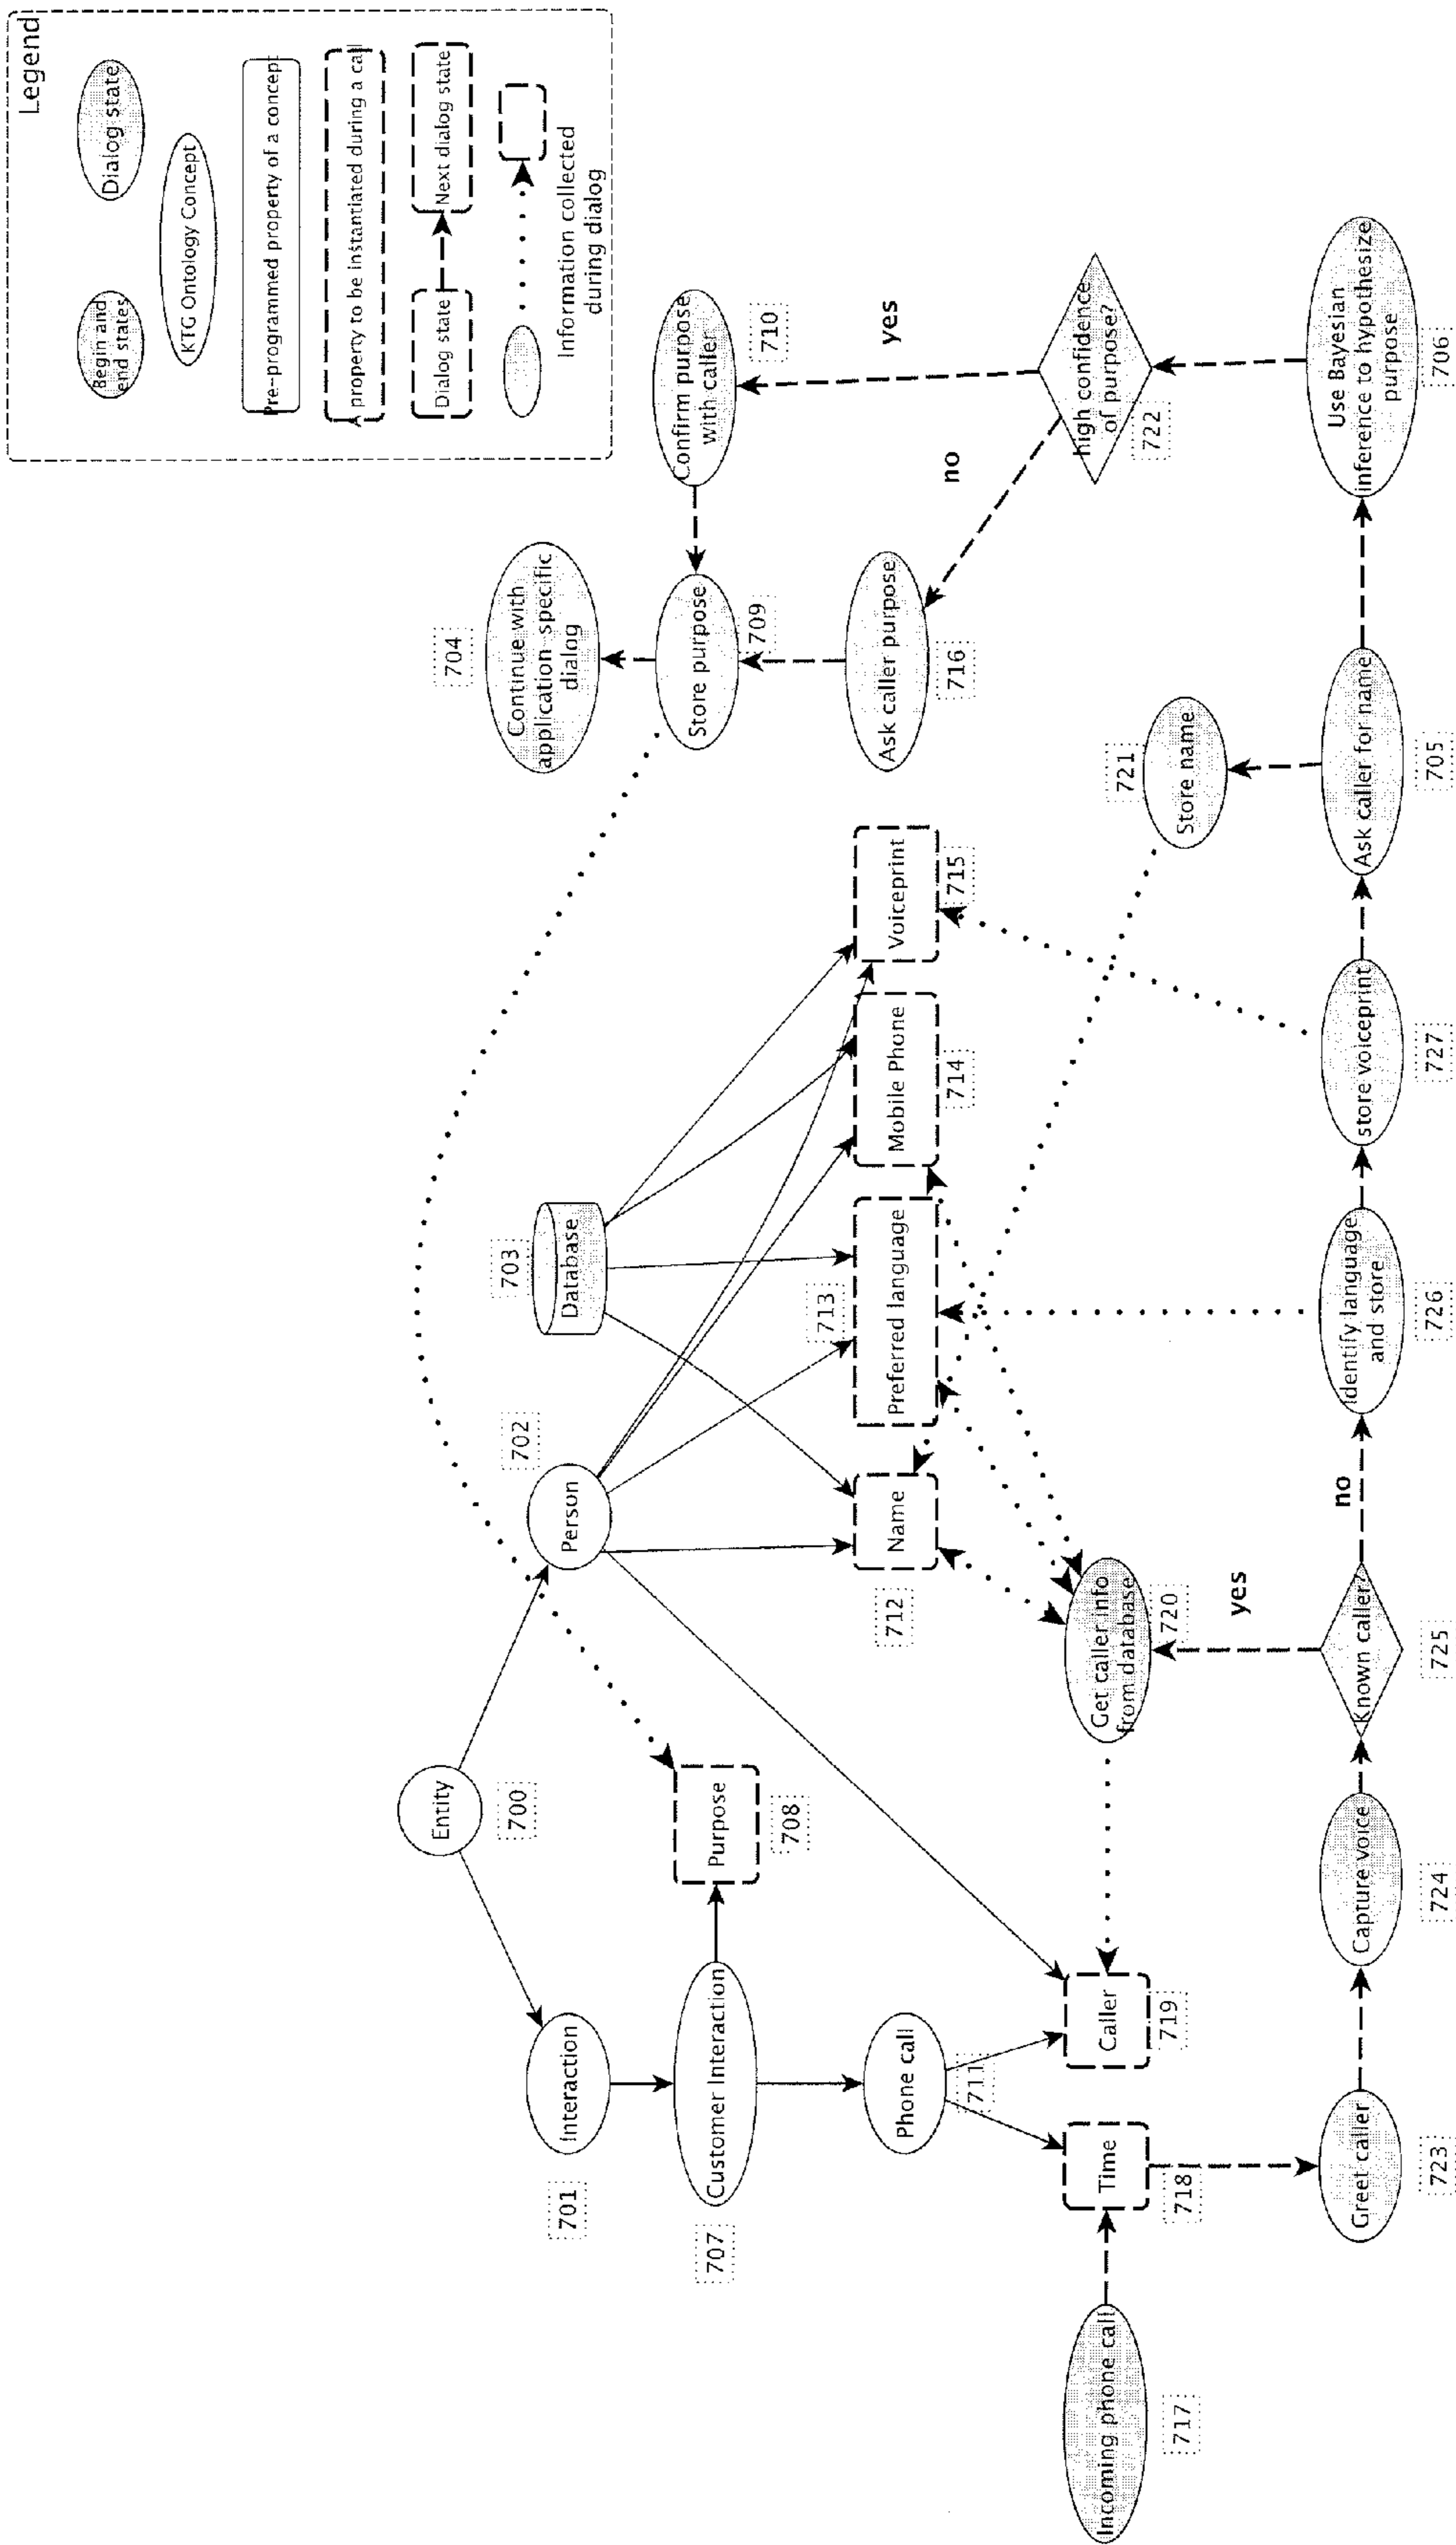 Legend
Begin and
end states
Dialog state
KTG Ontology Concept
Pre-programmed property of a concept
A property to be instantiated during a cal
Dialog state
Next dialog state
Information collected
during dialog
Entity
700
Interaction
701
Person
702
Database
703
Continue with
application-specific
dialog
704
Customer Interaction
707
Purpose
708
Store purpose
709
Confirm purpose
with caller
710
Phone call
711
Name
712
Preferred language
713
Mobile Phone
714
Voiceprint
715
Ask caller purpose
716
no
yes
Incoming phone call
717
Time
718
Caller
719
Get caller info
from database
720
Store name
721
high confidence
of purpose?
722
yes
no
Greet caller
723
Capture voice
724
Known caller?
725
Identify language
and store
726
store voiceprint
727
Ask caller for name
705
Use Bayesian
inference to hypothesize
purpose
706